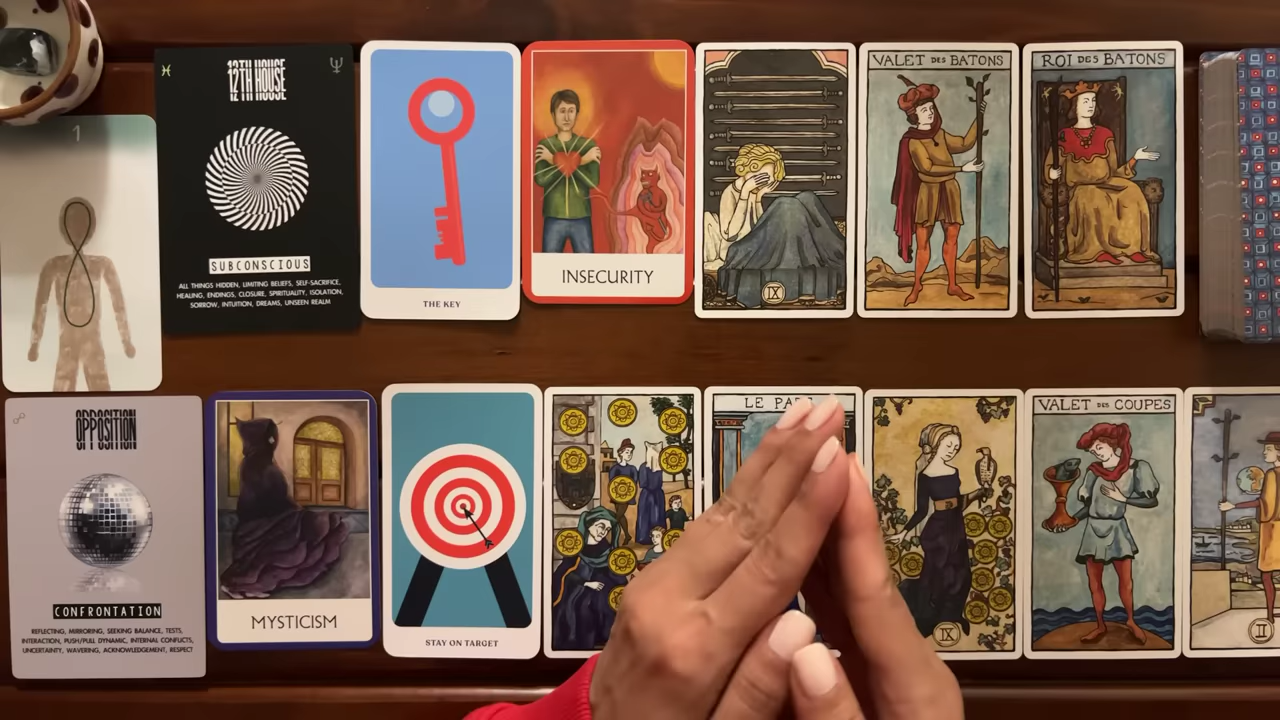 1
12TH HOUSE
SUBCONSCIOUS
ALL THINGS HIDDEN, LIMITING BELIEFS, SELF-SACRIFICE,
HEALING, ENDINGS, CLOSURE, SPIRITUALITY, ISOLATION,
SORROW, INTUITION, DREAMS, UNSEEN REALM
THE KEY
INSECURITY
IX
VALET DES BATONS
ROI DES BATONS
OPPOSITION
CONFRONTATION
REFLECTING, MIRRORING, SEEKING BALANCE, TESTS,
INTERACTION, PUSH/PULL DYNAMIC, INTERNAL CONFLICTS,
UNCERTAINTY, WAVERING, ACKNOWLEDGEMENT, RESPECT
MYSTICISM
STAY ON TARGET
LE PAPE
IX
VALET DES COUPES
II